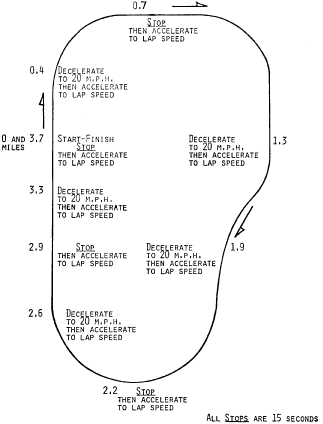 0.7
STOP
THEN ACCELERATE
TO LAP SPEED
0.4
DECELERATE
TO 20 M.P.H.
THEN ACCELERATE
TO LAP SPEED
0 AND
MILES
3.7
START-FINISH
STOP
THEN ACCELERATE
TO LAP SPEED
DECELERATE
TO 20 M.P.H.
THEN ACCELERATE
TO LAP SPEED
1.3
3.3
DECELERATE
TO 20 M.P.H.
THEN ACCELERATE
TO LAP SPEED
2.9
STOP
THEN ACCELERATE
TO LAP SPEED
DECELERATE
TO 20 M.P.H.
THEN ACCELERATE
TO LAP SPEED
1.9
2.6
DECELERATE
TO 20 M.P.H.
THEN ACCELERATE
TO LAP SPEED
2.2
STOP
THEN ACCELERATE
TO LAP SPEED
ALL STOPS ARE 15 SECONDS